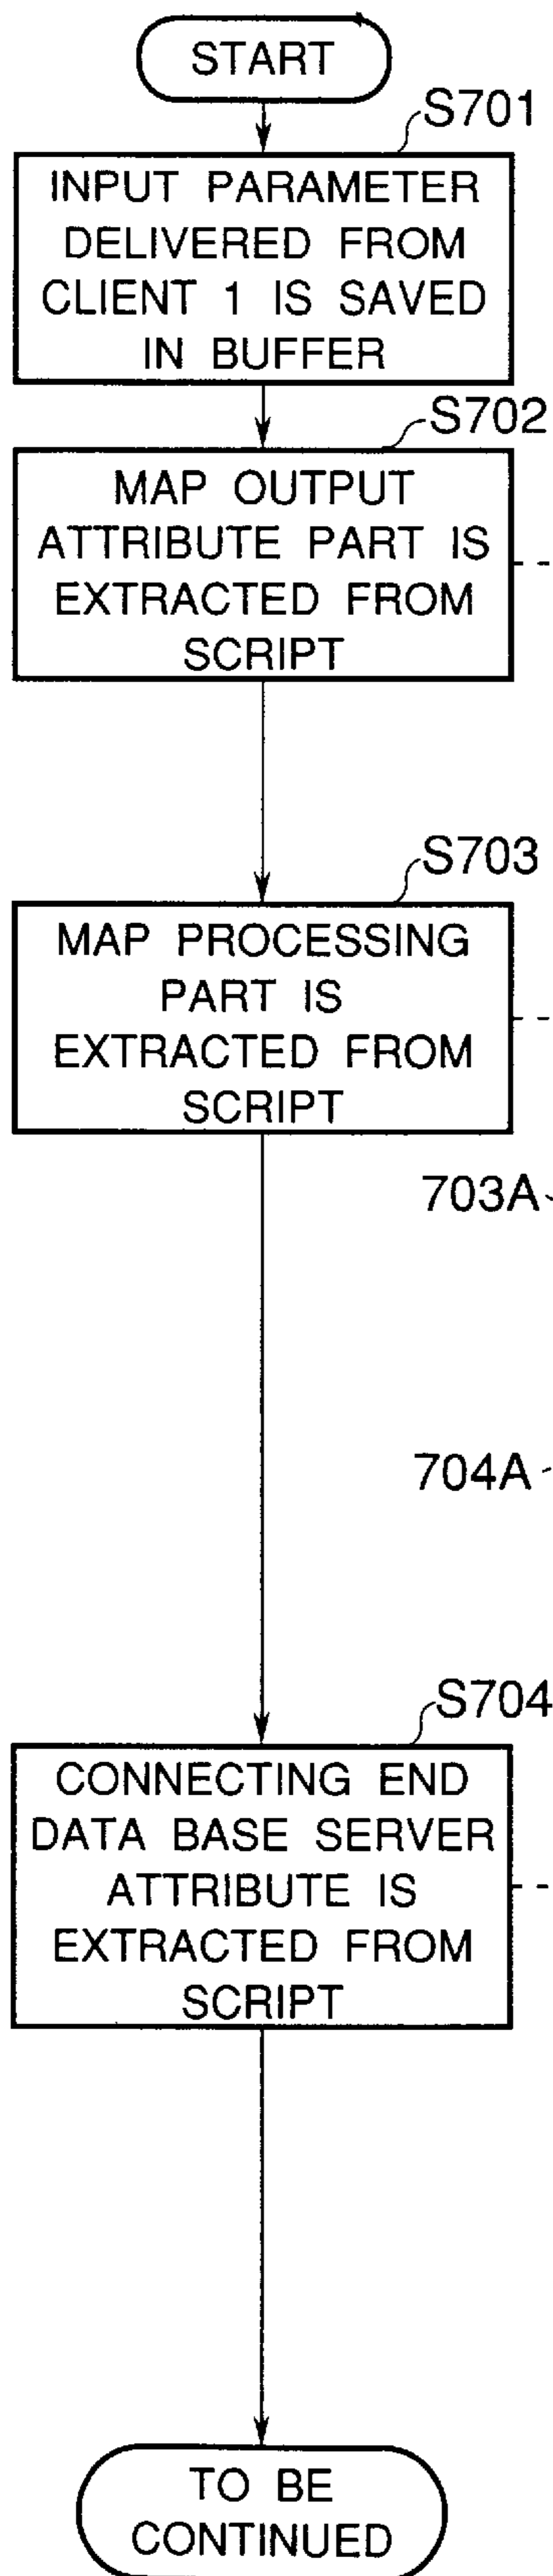 START
S701
INPUT PARAMETER
DELIVERED FROM
CLIENT 1 IS SAVED
IN BUFFER
S702
MAP OUTPUT
ATTRIBUTE PART IS
EXTRACTED FROM
SCRIPT
S703
MAP PROCESSING
PART IS
EXTRACTED FROM
SCRIPT
703A
704A
S704
CONNECTING END
DATA BASE SERVER
ATTRIBUTE IS
EXTRACTED FROM
SCRIPT
TO BE
CONTINUED